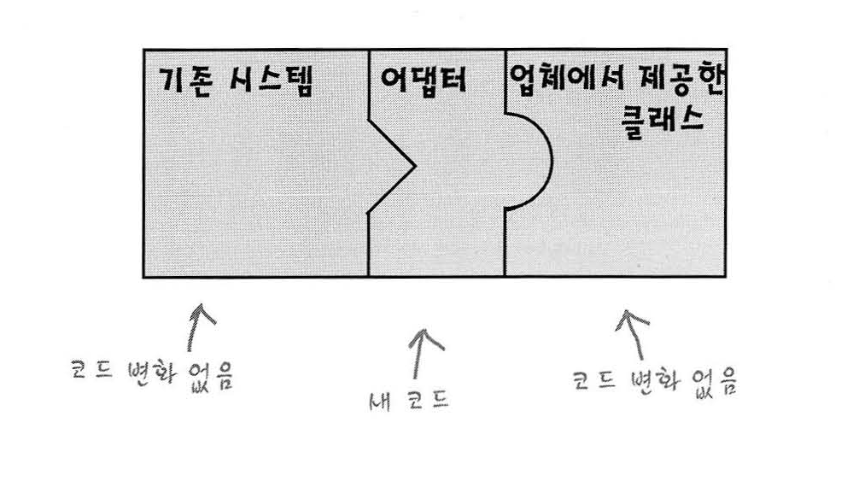 기존 시스템
어댑터
업체에서 제공한
클래스
코드 변화 없음
새 코드
코드 변화 없음